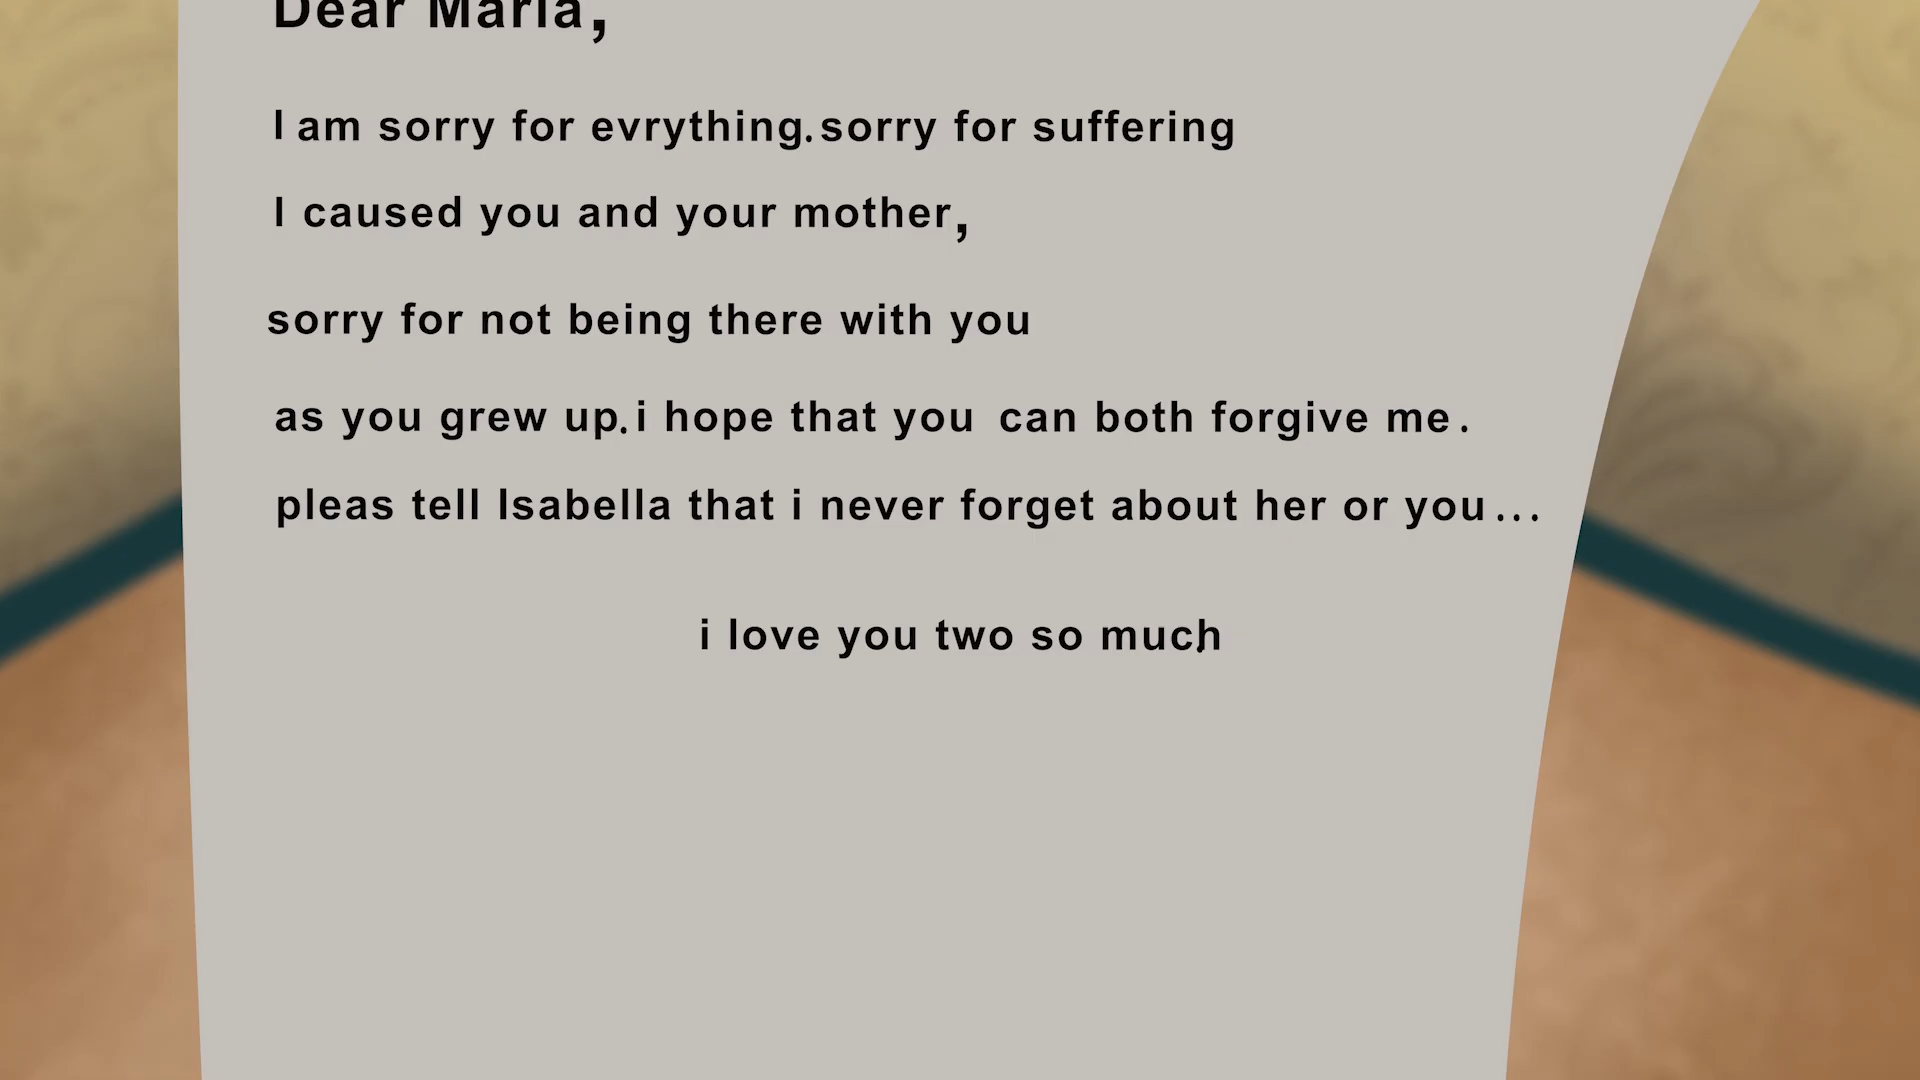 Dear Maria,
I am sorry for evrything.sorry for suffering
I caused you and your mother,
sorry for not being there with you
as you grew up.i hope that you can both forgive me.
pleas tell Isabella that i never forget about her or you...
i love you two so much